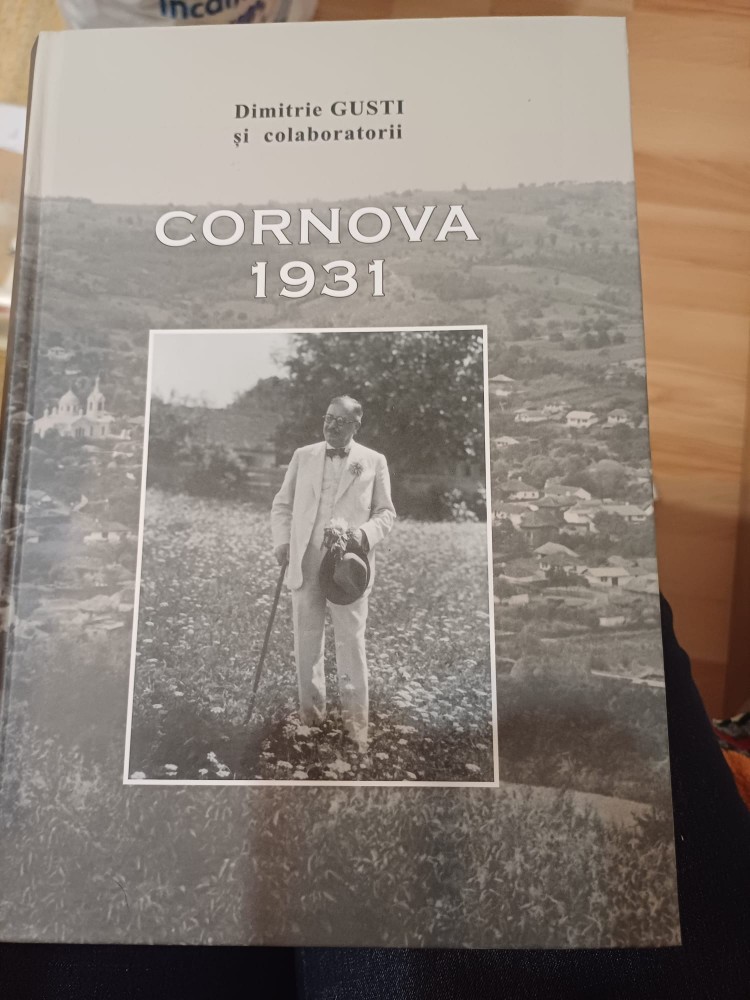 Dimitrie GUSTI
și colaboratorii
CORNOVA
1931